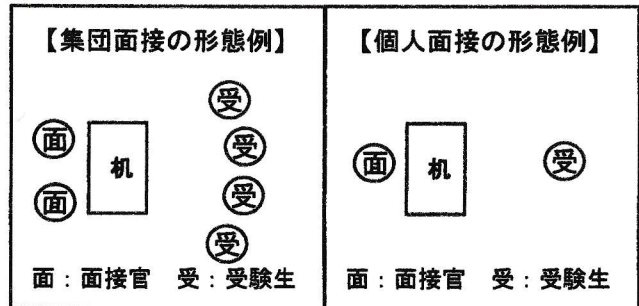 【集団面接の形態例】
受
面
受
机
受
面
受
面：面接官　受：受験生
【個人面接の形態例】
面
机
受
面：面接官　受：受験生